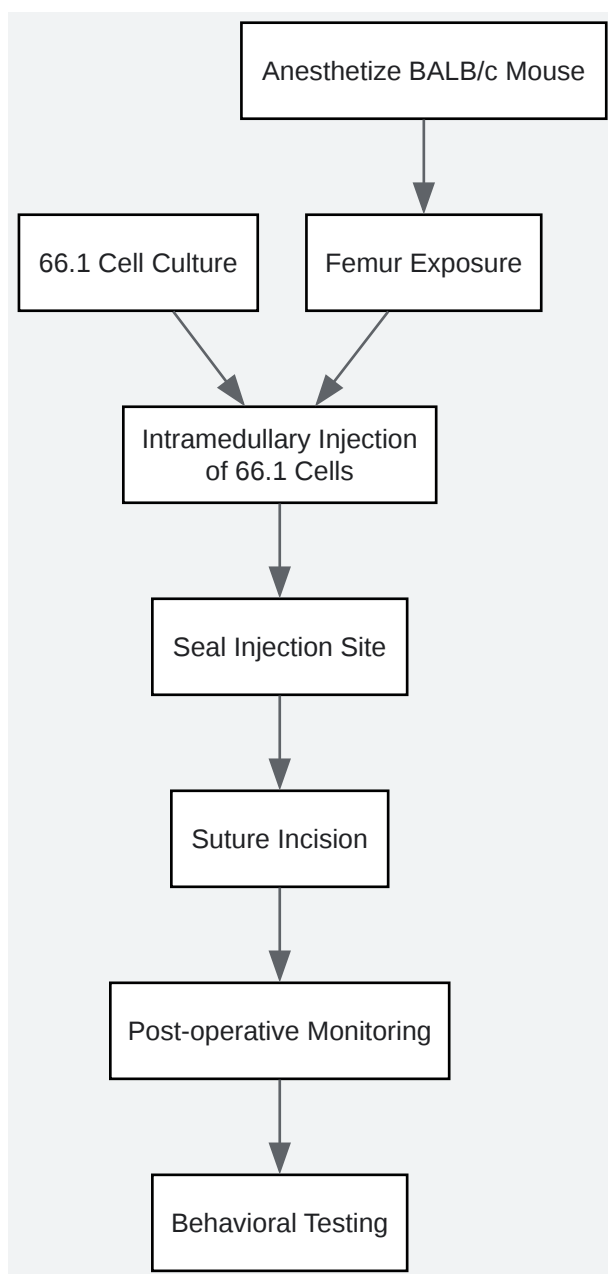 Anesthetize BALB/c Mouse
66.1 Cell Culture
Femur Exposure
Intramedullary Injection
of 66.1 Cells
Seal Injection Site
Suture Incision
Post-operative Monitoring
Behavioral Testing